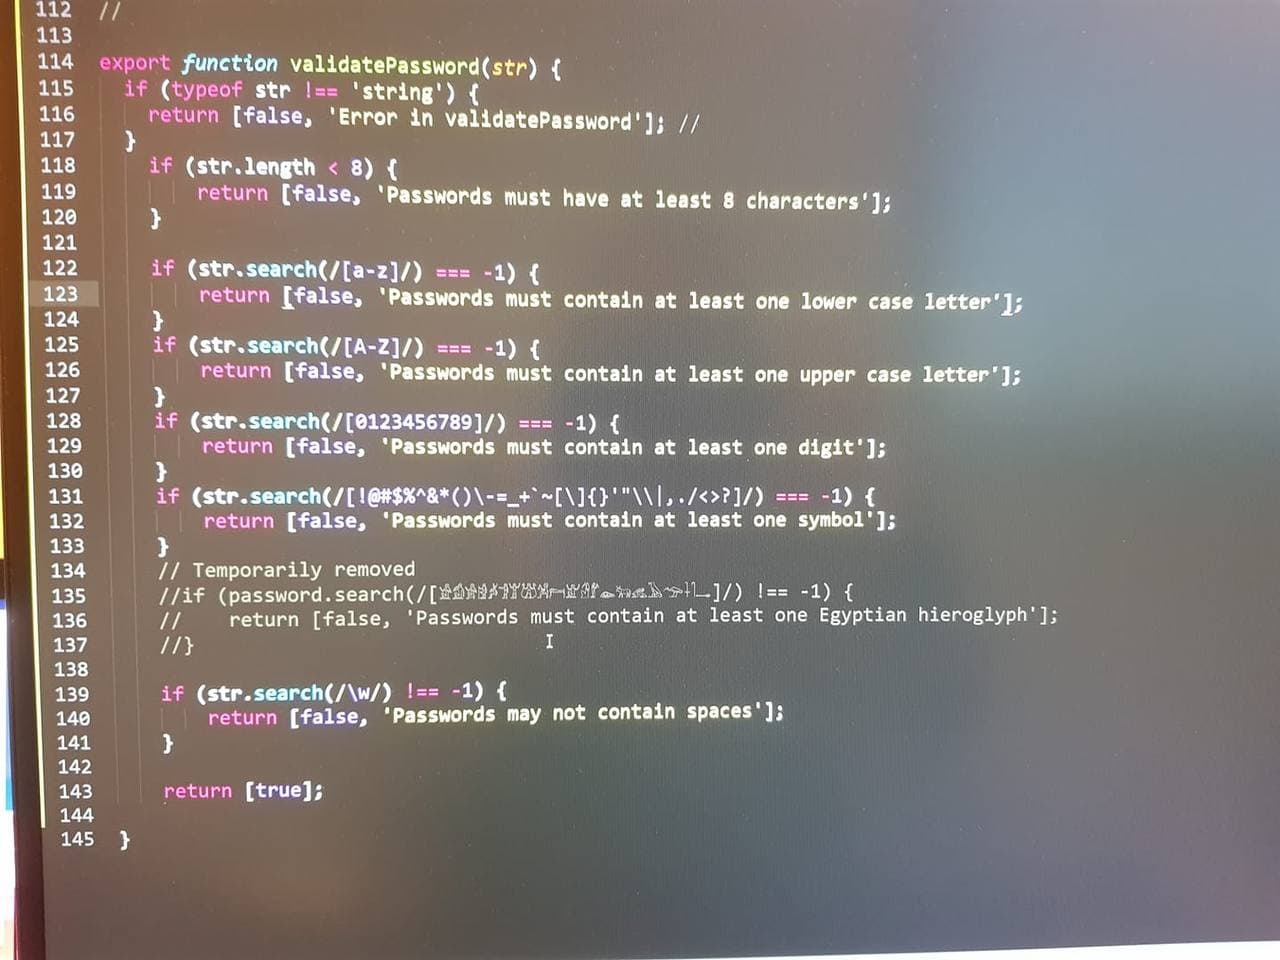 112 //
113
114 export function validatePassword(str) {
115 if (typeof str !== 'string') {
116 return [false, 'Error in validatePassword']; //
117 }
118 if (str.length < 8) {
119 return [false, 'Passwords must have at least 8 characters'];
120 }
121
122 if (str.search(/[a-z]/) === -1) {
123 return [false, 'Passwords must contain at least one lower case letter'];
124 }
125 if (str.search(/[A-Z]/) === -1) {
126 return [false, 'Passwords must contain at least one upper case letter'];
127 }
128 if (str.search(/[0123456789]/) === -1) {
129 return [false, 'Passwords must contain at least one digit'];
130 }
131 if (str.search(/[!@#$%^&*()\-=_+`~[\]{}'"\\|,./<>?]/) === -1) {
132 return [false, 'Passwords must contain at least one symbol'];
133 }
134 // Temporarily removed
135 //if (password.search(/[]/) !== -1) {
136 // return [false, 'Passwords must contain at least one Egyptian hieroglyph'];
137 //}
138
139 if (str.search(/\w/) !== -1) {
140 return [false, 'Passwords may not contain spaces'];
141 }
142
143 return [true];
144
145 }